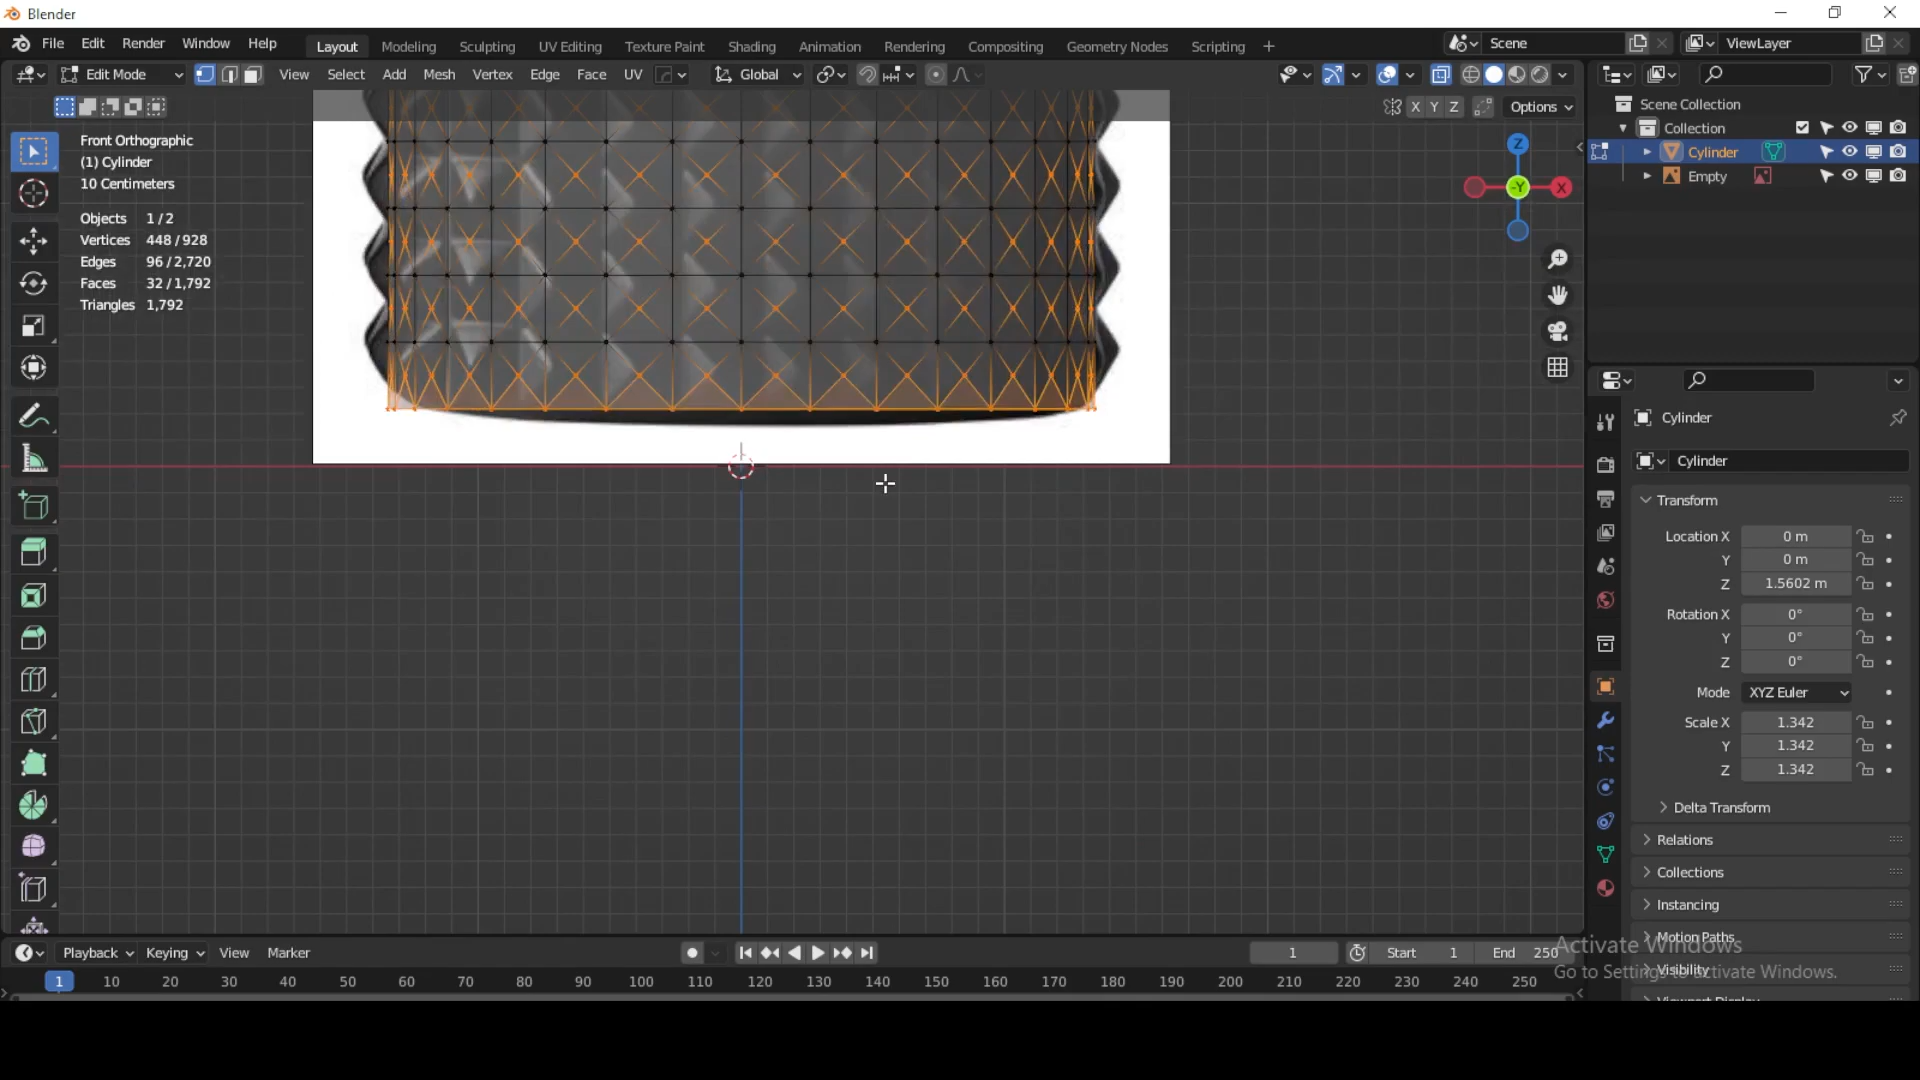 Blender
File Edit Render Window Help
Layout Modeling Sculpting UV Editing Texture Paint Shading Animation Rendering Compositing Geometry Nodes Scripting +
Scene
ViewLayer
Edit Mode
View Select Add Mesh Vertex Edge Face UV
Global
X Y Z
Options
Front Orthographic
(1) Cylinder
10 Centimeters
Objects 1/2
Vertices 448/928
Edges 96/2,720
Faces 32/1,792
Triangles 1,792
Z
-Y
X
Scene Collection
Collection
Cylinder
Empty
Cylinder
Cylinder
Transform
Location X 0 m
Y 0 m
Z 1.5602 m
Rotation X 0°
Y 0°
Z 0°
Mode XYZ Euler
Scale X 1.342
Y 1.342
Z 1.342
Delta Transform
Relations
Collections
Instancing
Motion Paths
Visibility
Activate Windows
Go to Settings to activate Windows.
Playback Keying View Marker
1
Start 1
End 250
1 10 20 30 40 50 60 70 80 90 100 110 120 130 140 150 160 170 180 190 200 210 220 230 240 250